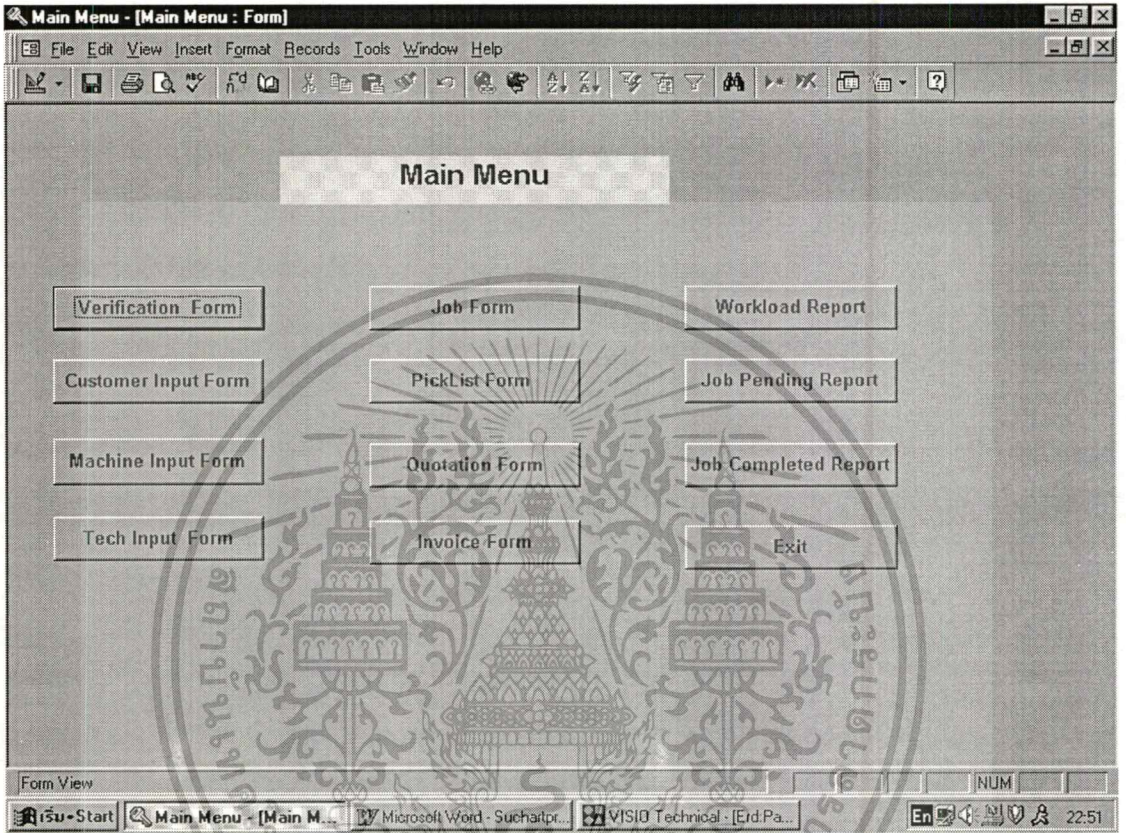 Main Menu - [Main Menu : Form]
File Edit View Insert Format Records Tools Window Help
Main Menu
Verification Form
Job Form
Workload Report
Customer Input Form
PickList Form
Job Pending Report
Machine Input Form
Quotation Form
Job Completed Report
Tech Input Form
Invoice Form
Exit
Form View
NUM
เริ่ม-Start
Main Menu - [Main M...
Microsoft Word - Suchartpr...
VISIO Technical - [Erd:Pa...
En
22:51